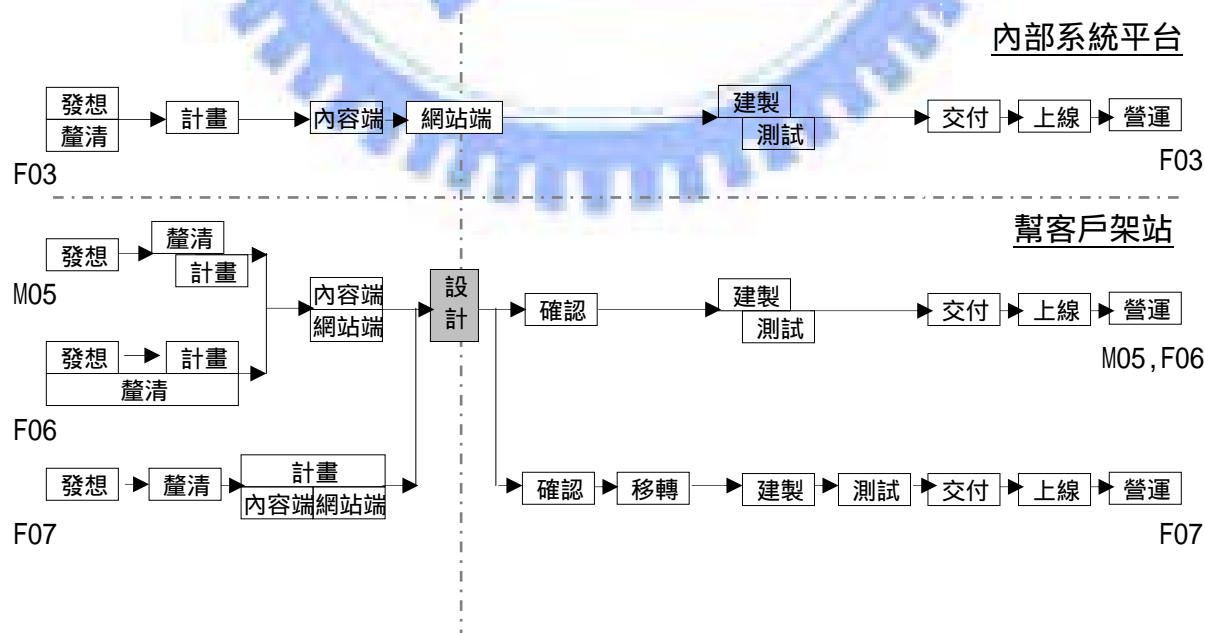 內部系統平台
發想
釐清
計畫
內容端
網站端
建製
測試
交付
上線
營運
F03
F03
幫客戶架站
發想
釐清
計畫
M05
內容端
網站端
設
計
確認
建製
測試
交付
上線
營運
M05,F06
發想
計畫
釐清
F06
發想
釐清
計畫
內容端
網站端
確認
移轉
建製
測試
交付
上線
營運
F07
F07